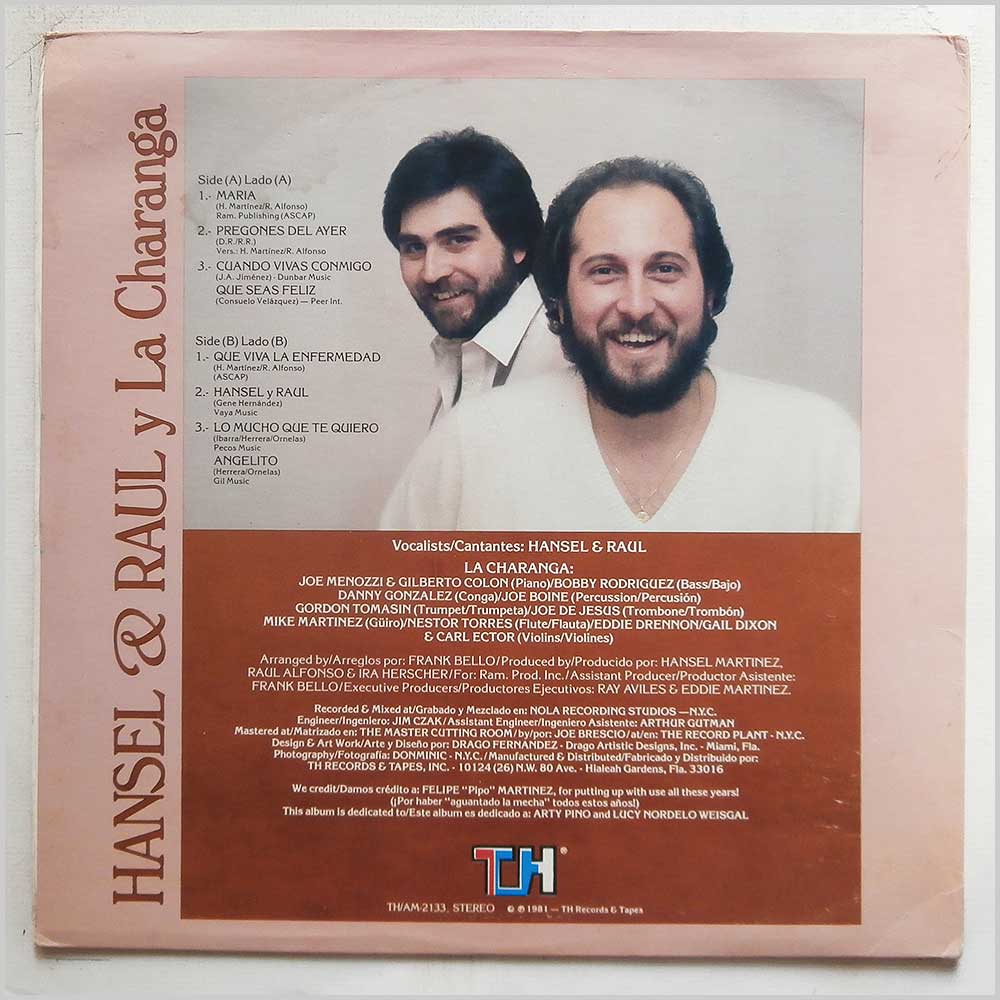 HANSEL & RAUL y La Charanga
Side (A) Lado (A)
1.- MARIA
(H. Martínez/R. Alfonso)
Ram. Publishing (ASCAP)
2.- PREGONES DEL AYER
(D.R./R.R.)
Vers.: H. Martínez/R. Alfonso
3.- CUANDO VIVAS CONMIGO
(J.A. Jiménez) - Dunbar Music
QUE SEAS FELIZ
(Consuelo Velázquez) — Peer Int.
Side (B) Lado (B)
1.- QUE VIVA LA ENFERMEDAD
(H. Martínez/R. Alfonso)
(ASCAP)
2.- HANSEL y RAUL
(Gene Hernández)
Vaya Music
3.- LO MUCHO QUE TE QUIERO
(Ibarra/Herrera/Ornelas)
Pecos Music
ANGELITO
(Herrera/Ornelas)
Gil Music
Vocalists/Cantantes: HANSEL & RAUL
LA CHARANGA:
JOE MENOZZI & GILBERTO COLON (Piano)/BOBBY RODRIGUEZ (Bass/Bajo)
DANNY GONZALEZ (Conga)/JOE BOINE (Percussion/Percusión)
GORDON TOMASIN (Trumpet/Trumpeta)/JOE DE JESUS (Trombone/Trombón)
MIKE MARTINEZ (Güiro)/NESTOR TORRES (Flute/Flauta)/EDDIE DRENNON/GAIL DIXON
& CARL ECTOR (Violins/Violines)
Arranged by/Arreglos por: FRANK BELLO/Produced by/Producido por: HANSEL MARTINEZ,
RAUL ALFONSO & IRA HERSCHER/For: Ram. Prod. Inc./Assistant Producer/Productor Asistente:
FRANK BELLO/Executive Producers/Productores Ejecutivos: RAY AVILES & EDDIE MARTINEZ.
Recorded & Mixed at/Grabado y Mezclado en: NOLA RECORDING STUDIOS —N.Y.C.
Engineer/Ingeniero: JIM CZAK/Assistant Engineer/Ingeniero Asistente: ARTHUR GUTMAN
Mastered at/Matrizado en: THE MASTER CUTTING ROOM/by/por: JOE BRESCIO/at/en: THE RECORD PLANT - N.Y.C.
Design & Art Work/Arte y Diseño por: DRAGO FERNANDEZ - Drago Artistic Designs, Inc. - Miami, Fla.
Photography/Fotografía: DONMINIC - N.Y.C./Manufactured & Distributed/Fabricado y Distribuido por:
TH RECORDS & TAPES, INC. - 10124 (26) N.W. 80 Ave. - Hialeah Gardens, Fla. 33016
We credit/Damos crédito a: FELIPE "Pipo" MARTINEZ, for putting up with use all these years!
(¡Por haber "aguantado la mecha" todos estos años!)
This album is dedicated to/Este album es dedicado a: ARTY PINO and LUCY NORDELO WEISGAL
TH®
TH/AM-2133, STEREO © ℗ 1981 — TH Records & Tapes